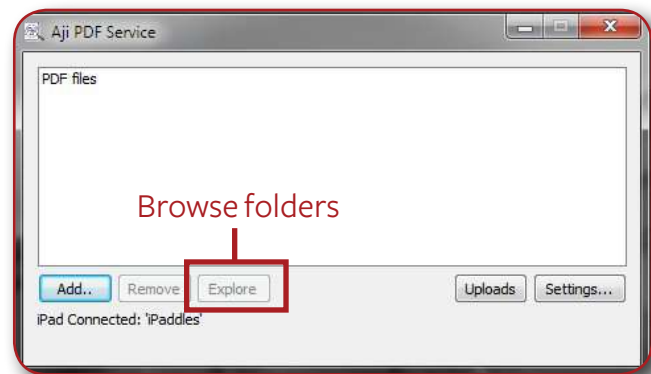 Aji PDF Service
PDF files
Browse folders
Add.. Remove Explore Uploads Settings...
iPad Connected: 'iPaddles'